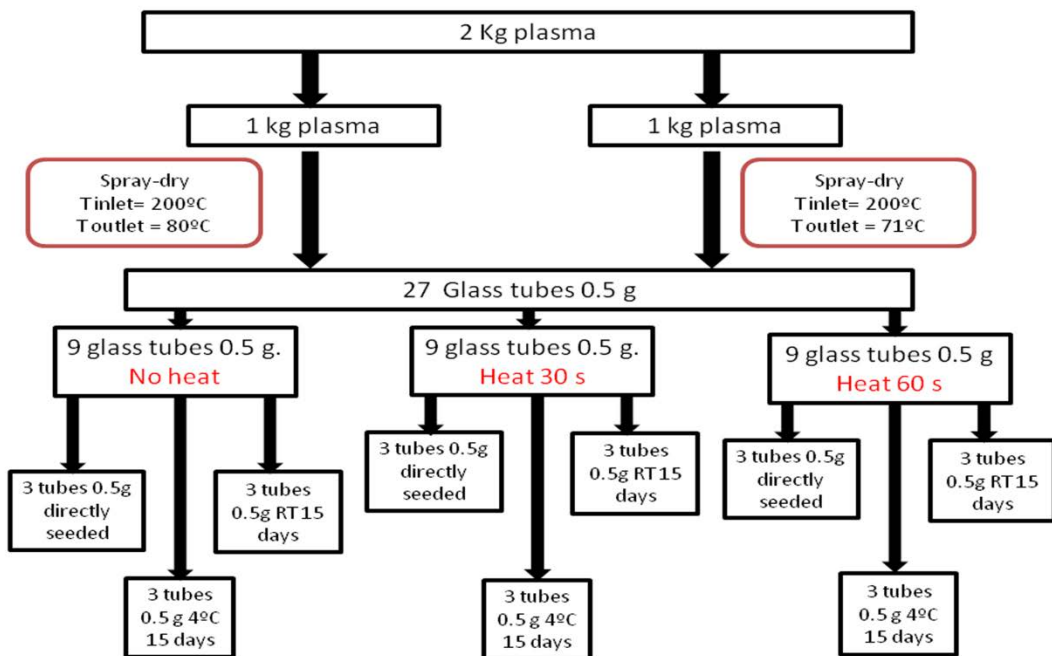 2 Kg plasma
1 kg plasma
1 kg plasma
Spray-dry
Tinlet= 200ºC
Toutlet = 80ºC
Spray-dry
Tinlet= 200ºC
Toutlet = 71ºC
27 Glass tubes 0.5 g
9 glass tubes 0.5 g.
No heat
9 glass tubes 0.5 g.
Heat 30 s
9 glass tubes 0.5 g
Heat 60 s
3 tubes 0.5g
directly
seeded
3 tubes
0.5g RT15
days
3 tubes
0.5g 4ºC
15 days
3 tubes 0.5g
directly
seeded
3 tubes
0.5g RT15
days
3 tubes
0.5g 4ºC
15 days
3 tubes 0.5g
directly
seeded
3 tubes
0.5g RT15
days
3 tubes
0.5g 4ºC
15 days